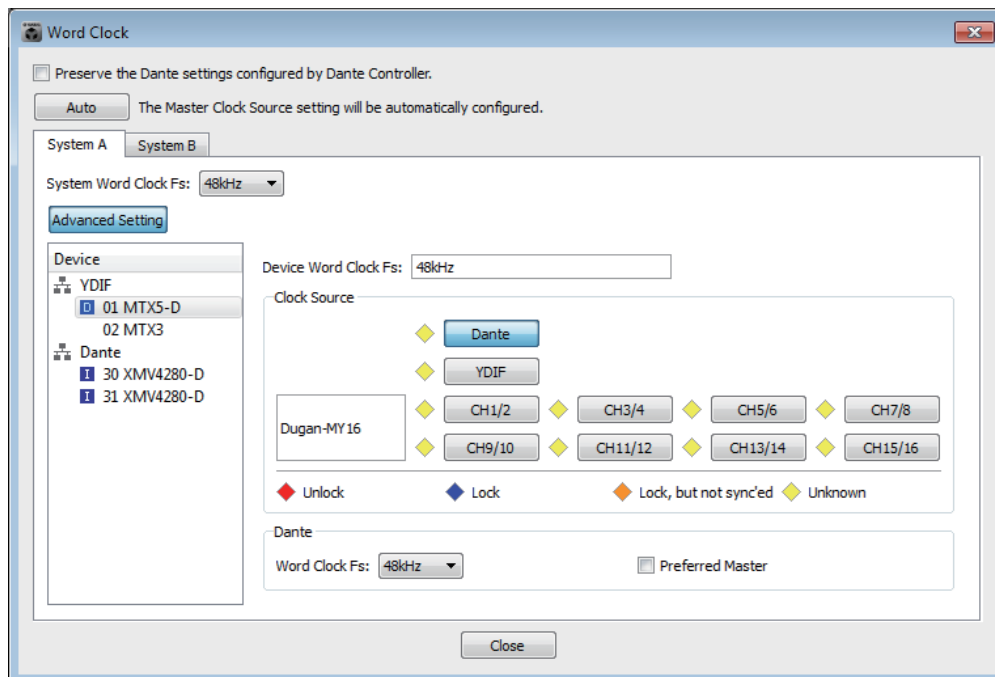 Word Clock
Preserve the Dante settings configured by Dante Controller.
Auto The Master Clock Source setting will be automatically configured.
System A System B
System Word Clock Fs: 48kHz
Advanced Setting
Device
YDIF
D 01 MTX5-D
02 MTX3
Dante
I 30 XMV4280-D
I 31 XMV4280-D
Device Word Clock Fs: 48kHz
Clock Source
Dante
YDIF
Dugan-MY16
CH1/2 CH3/4 CH5/6 CH7/8
CH9/10 CH11/12 CH13/14 CH15/16
Unlock Lock Lock, but not sync'ed Unknown
Dante
Word Clock Fs: 48kHz Preferred Master
Close